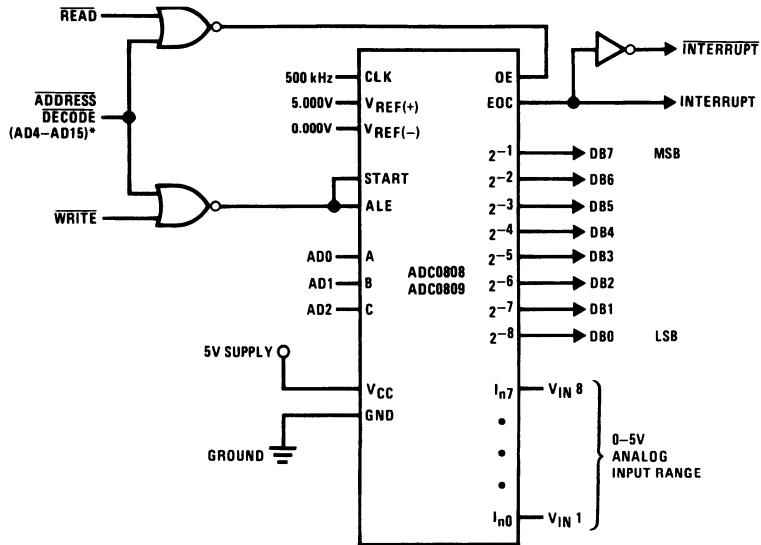 READ
ADDRESS
DECODE
(AD4–AD15)*
WRITE
500 kHz
5.000V
0.000V
CLK
VREF(+)
VREF(−)
START
ALE
AD0
AD1
AD2
A
B
C
ADC0808
ADC0809
5V SUPPLY
VCC
GND
GROUND
OE
EOC
INTERRUPT
INTERRUPT
2−1 DB7 MSB
2−2 DB6
2−3 DB5
2−4 DB4
2−5 DB3
2−6 DB2
2−7 DB1
2−8 DB0 LSB
In7 VIN 8
0–5V
ANALOG
INPUT RANGE
In0 VIN 1